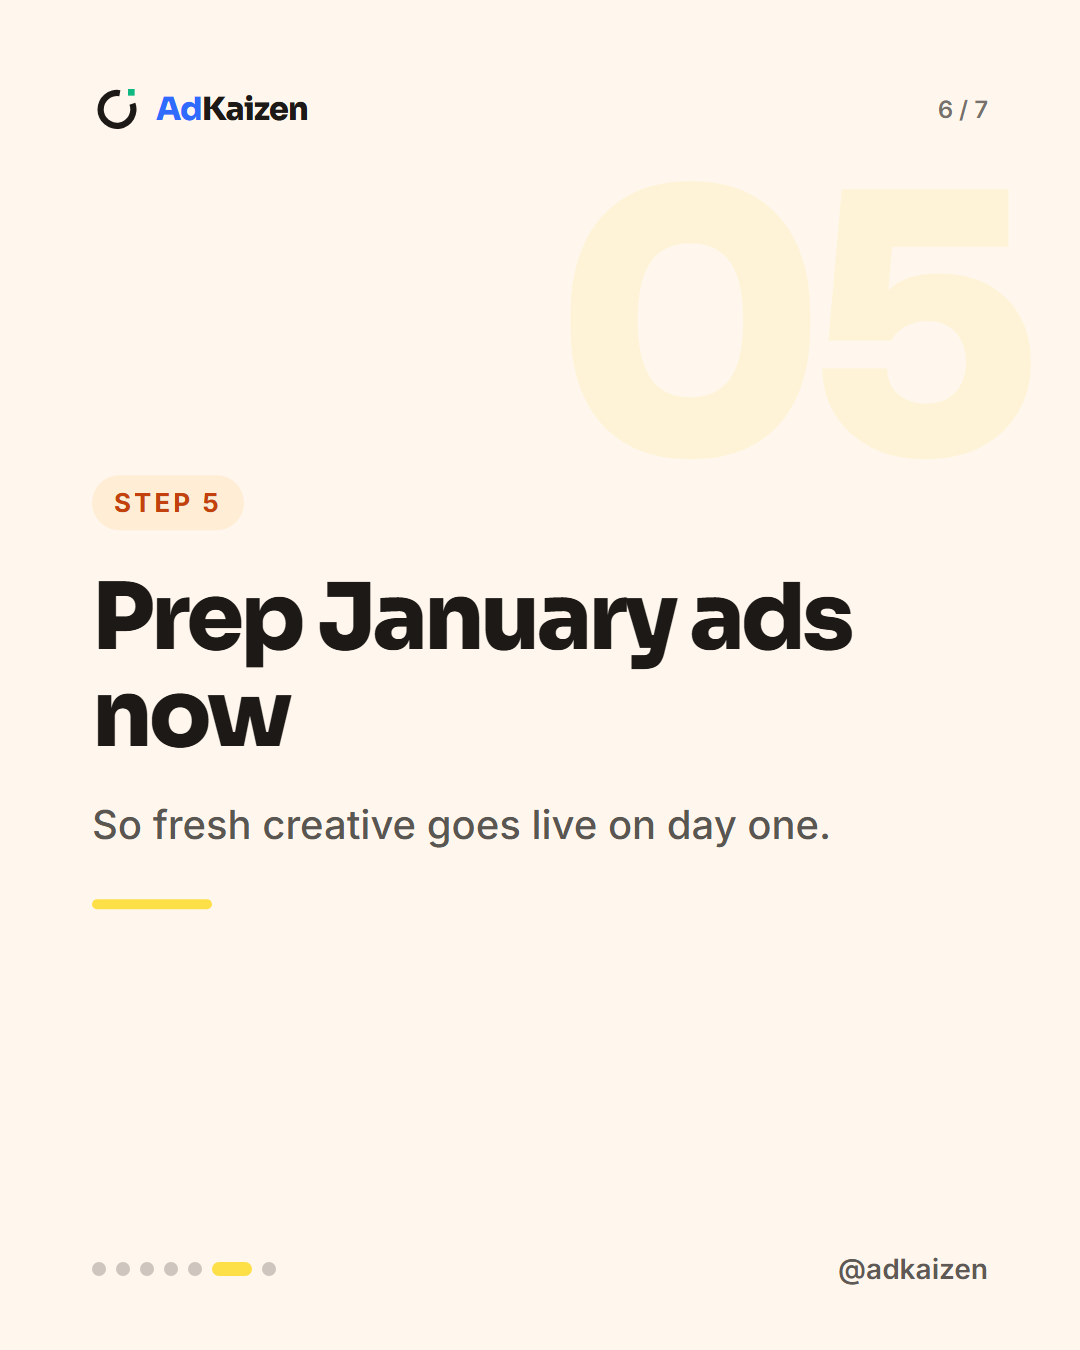 AdKaizen
6 / 7
05
STEP 5
Prep January ads
now
So fresh creative goes live on day one.
@adkaizen